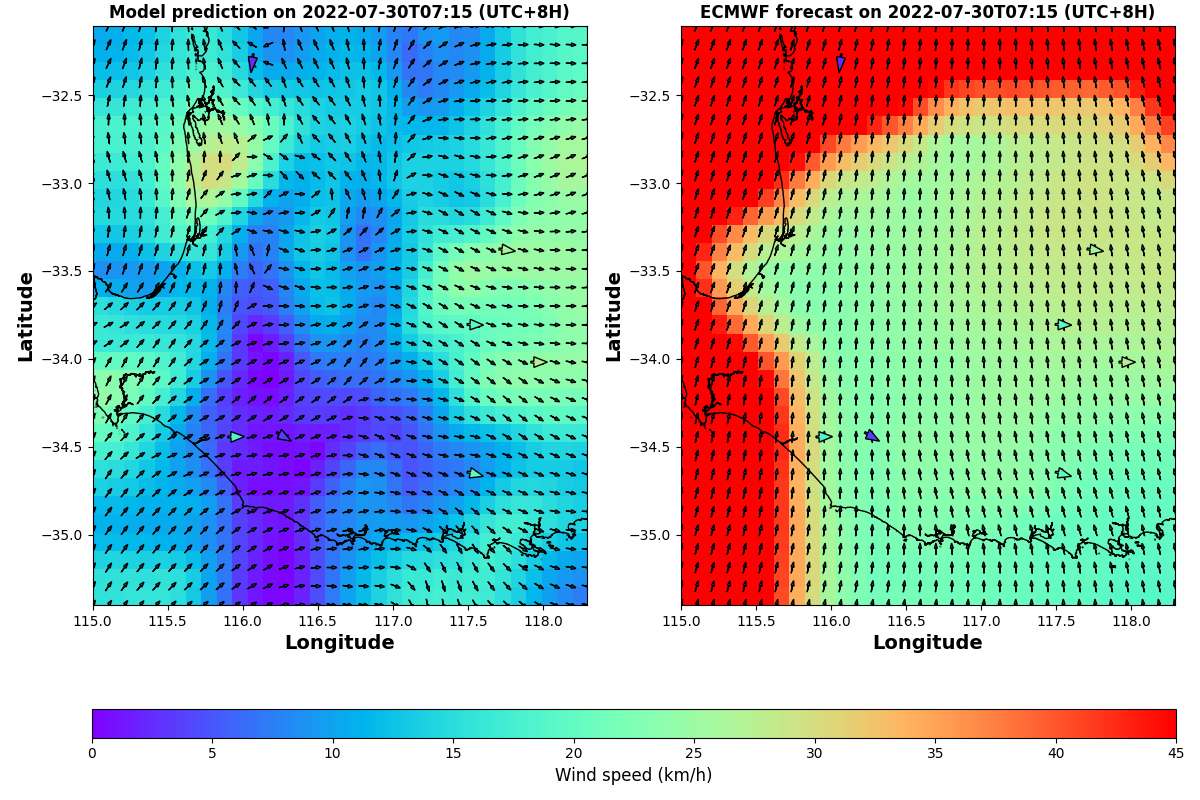 Model prediction on 2022-07-30T07:15 (UTC+8H)
ECMWF forecast on 2022-07-30T07:15 (UTC+8H)
−32.5
−33.0
−33.5
−34.0
−34.5
−35.0
Latitude
115.0 115.5 116.0 116.5 117.0 117.5 118.0
Longitude
−32.5
−33.0
−33.5
−34.0
−34.5
−35.0
Latitude
115.0 115.5 116.0 116.5 117.0 117.5 118.0
Longitude
0 5 10 15 20 25 30 35 40 45
Wind speed (km/h)